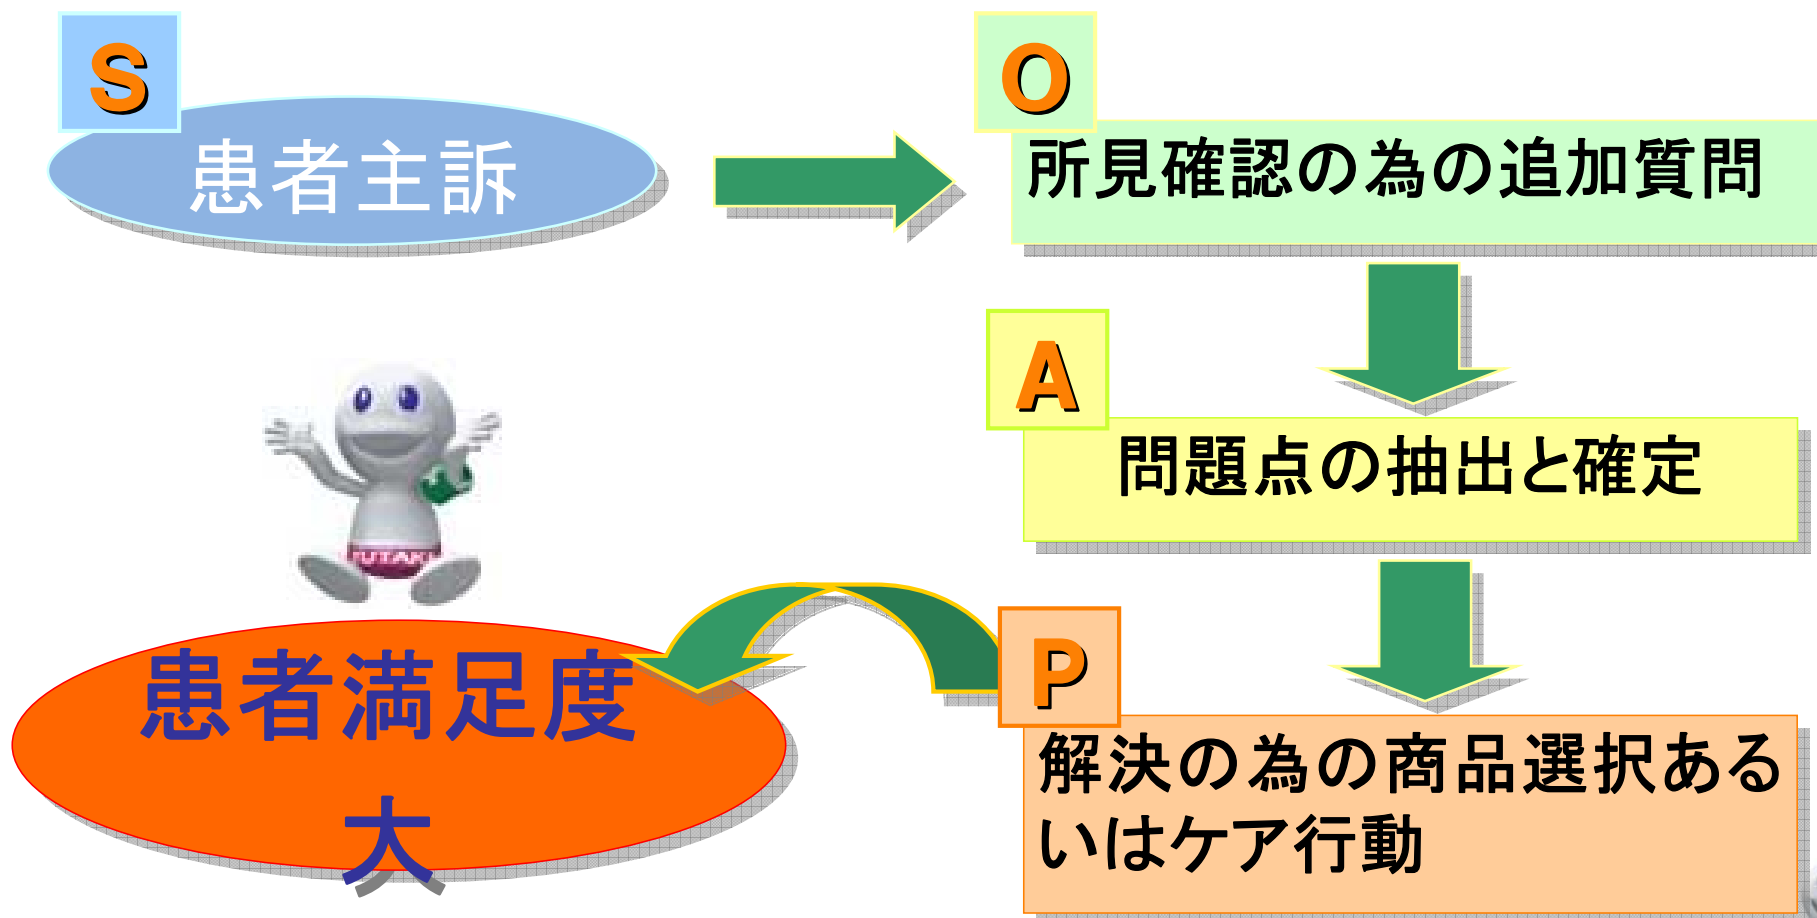 S
患者主訴
O
所見確認の為の追加質問
A
問題点の抽出と確定
P
解決の為の商品選択ある
いはケア行動
患者満足度
大